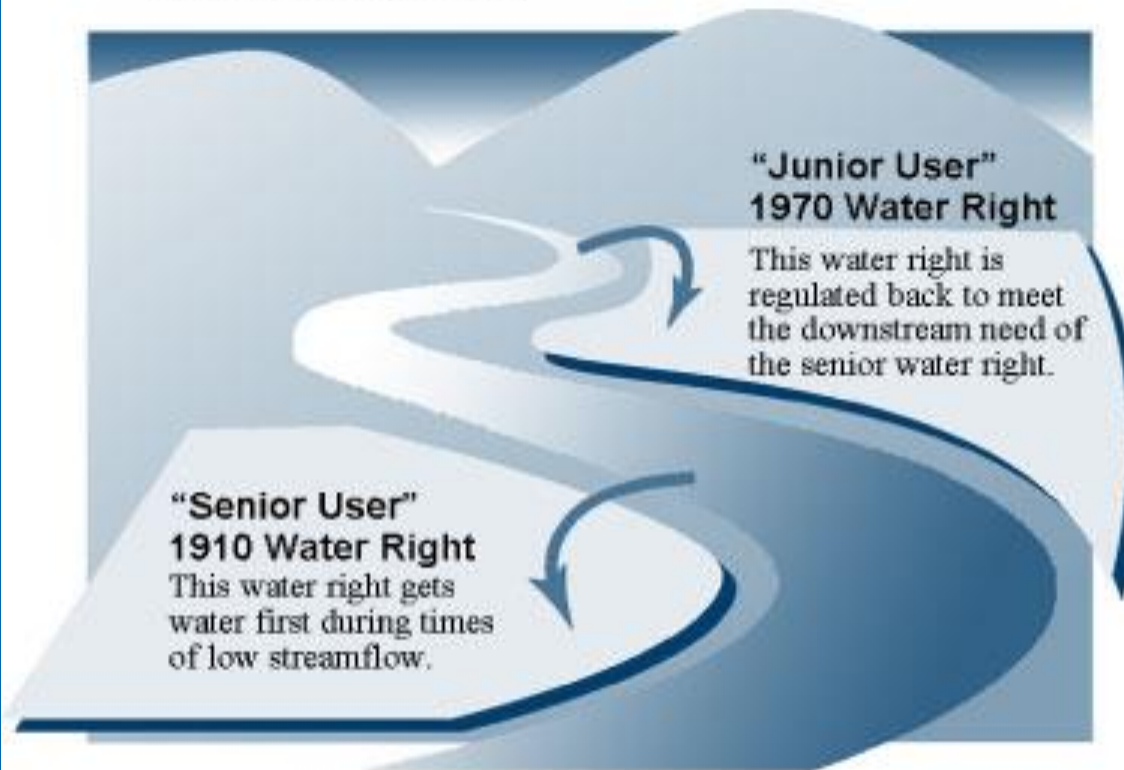 “Junior User”
1970 Water Right
This water right is
regulated back to meet
the downstream need of
the senior water right.
“Senior User”
1910 Water Right
This water right gets
water first during times
of low streamflow.